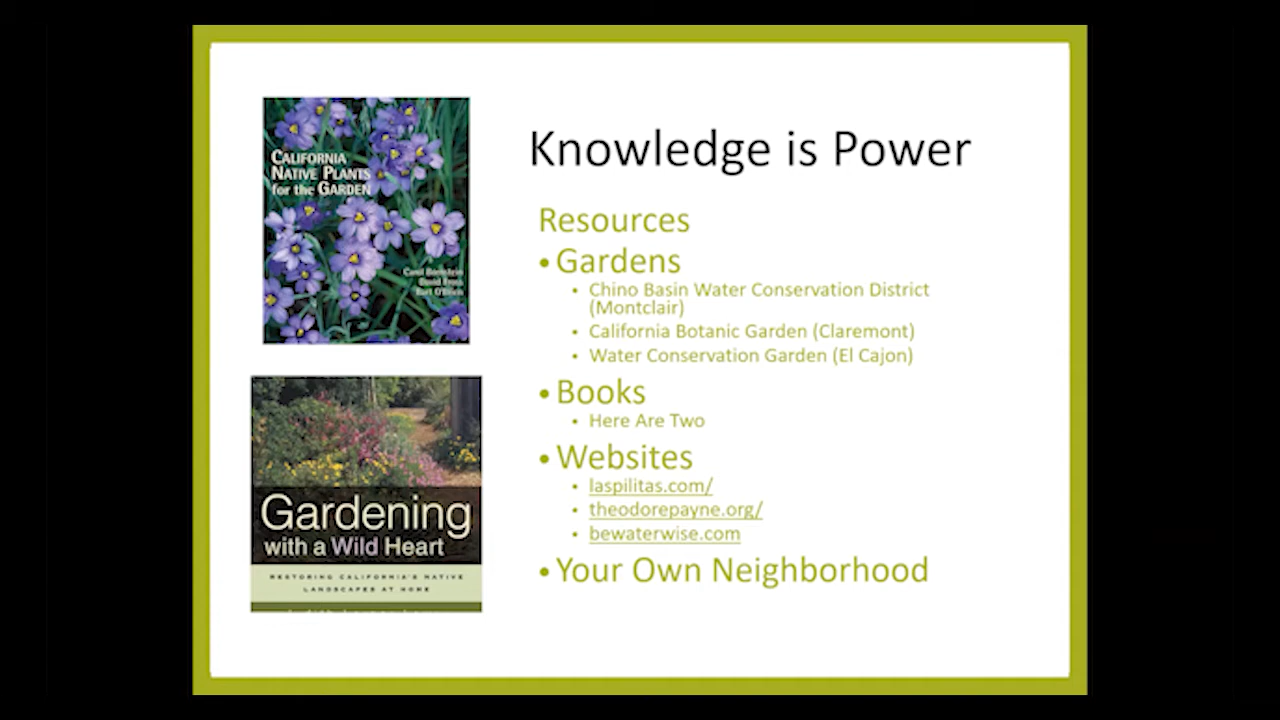 CALIFORNIA
NATIVE PLANTS
for the GARDEN
Carol Bornstein
David Fross
Bart O'Brien
Gardening
with a Wild Heart
RESTORING CALIFORNIA'S NATIVE
LANDSCAPES AT HOME
Knowledge is Power
Resources
• Gardens
• Chino Basin Water Conservation District
(Montclair)
• California Botanic Garden (Claremont)
• Water Conservation Garden (El Cajon)
• Books
• Here Are Two
• Websites
• laspilitas.com/
• theodorepayne.org/
• bewaterwise.com
• Your Own Neighborhood